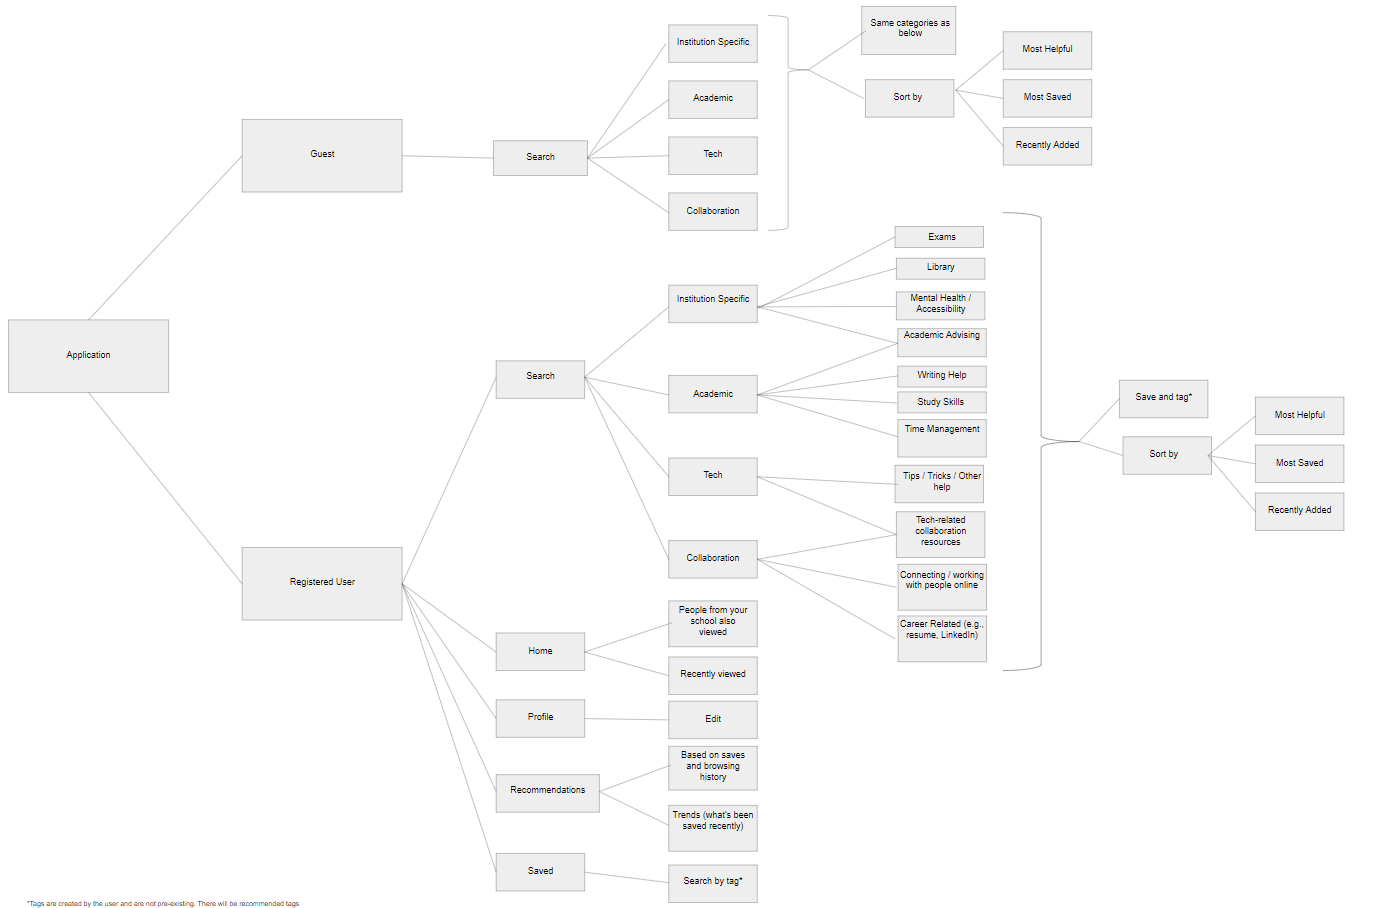 Same categories as
below
Institution Specific
Most Helpful
Academic
Sort by
Most Saved
Guest
Search
Tech
Recently Added
Collaboration
Exams
Library
Institution Specific
Mental Health /
Accessibility
Academic Advising
Application
Search
Writing Help
Academic
Study Skills
Save and tag*
Time Management
Most Helpful
Sort by
Most Saved
Tech
Tips / Tricks / Other
help
Recently Added
Tech-related
collaboration
resources
Collaboration
Registered User
Connecting / working
with people online
People from your
school also
viewed
Career Related (e.g.,
resume, LinkedIn)
Home
Recently viewed
Profile
Edit
Based on saves
and browsing
history
Recommendations
Trends (what's been
saved recently)
Saved
Search by tag*
*Tags are created by the user and are not pre-existing. There will be recommended tags